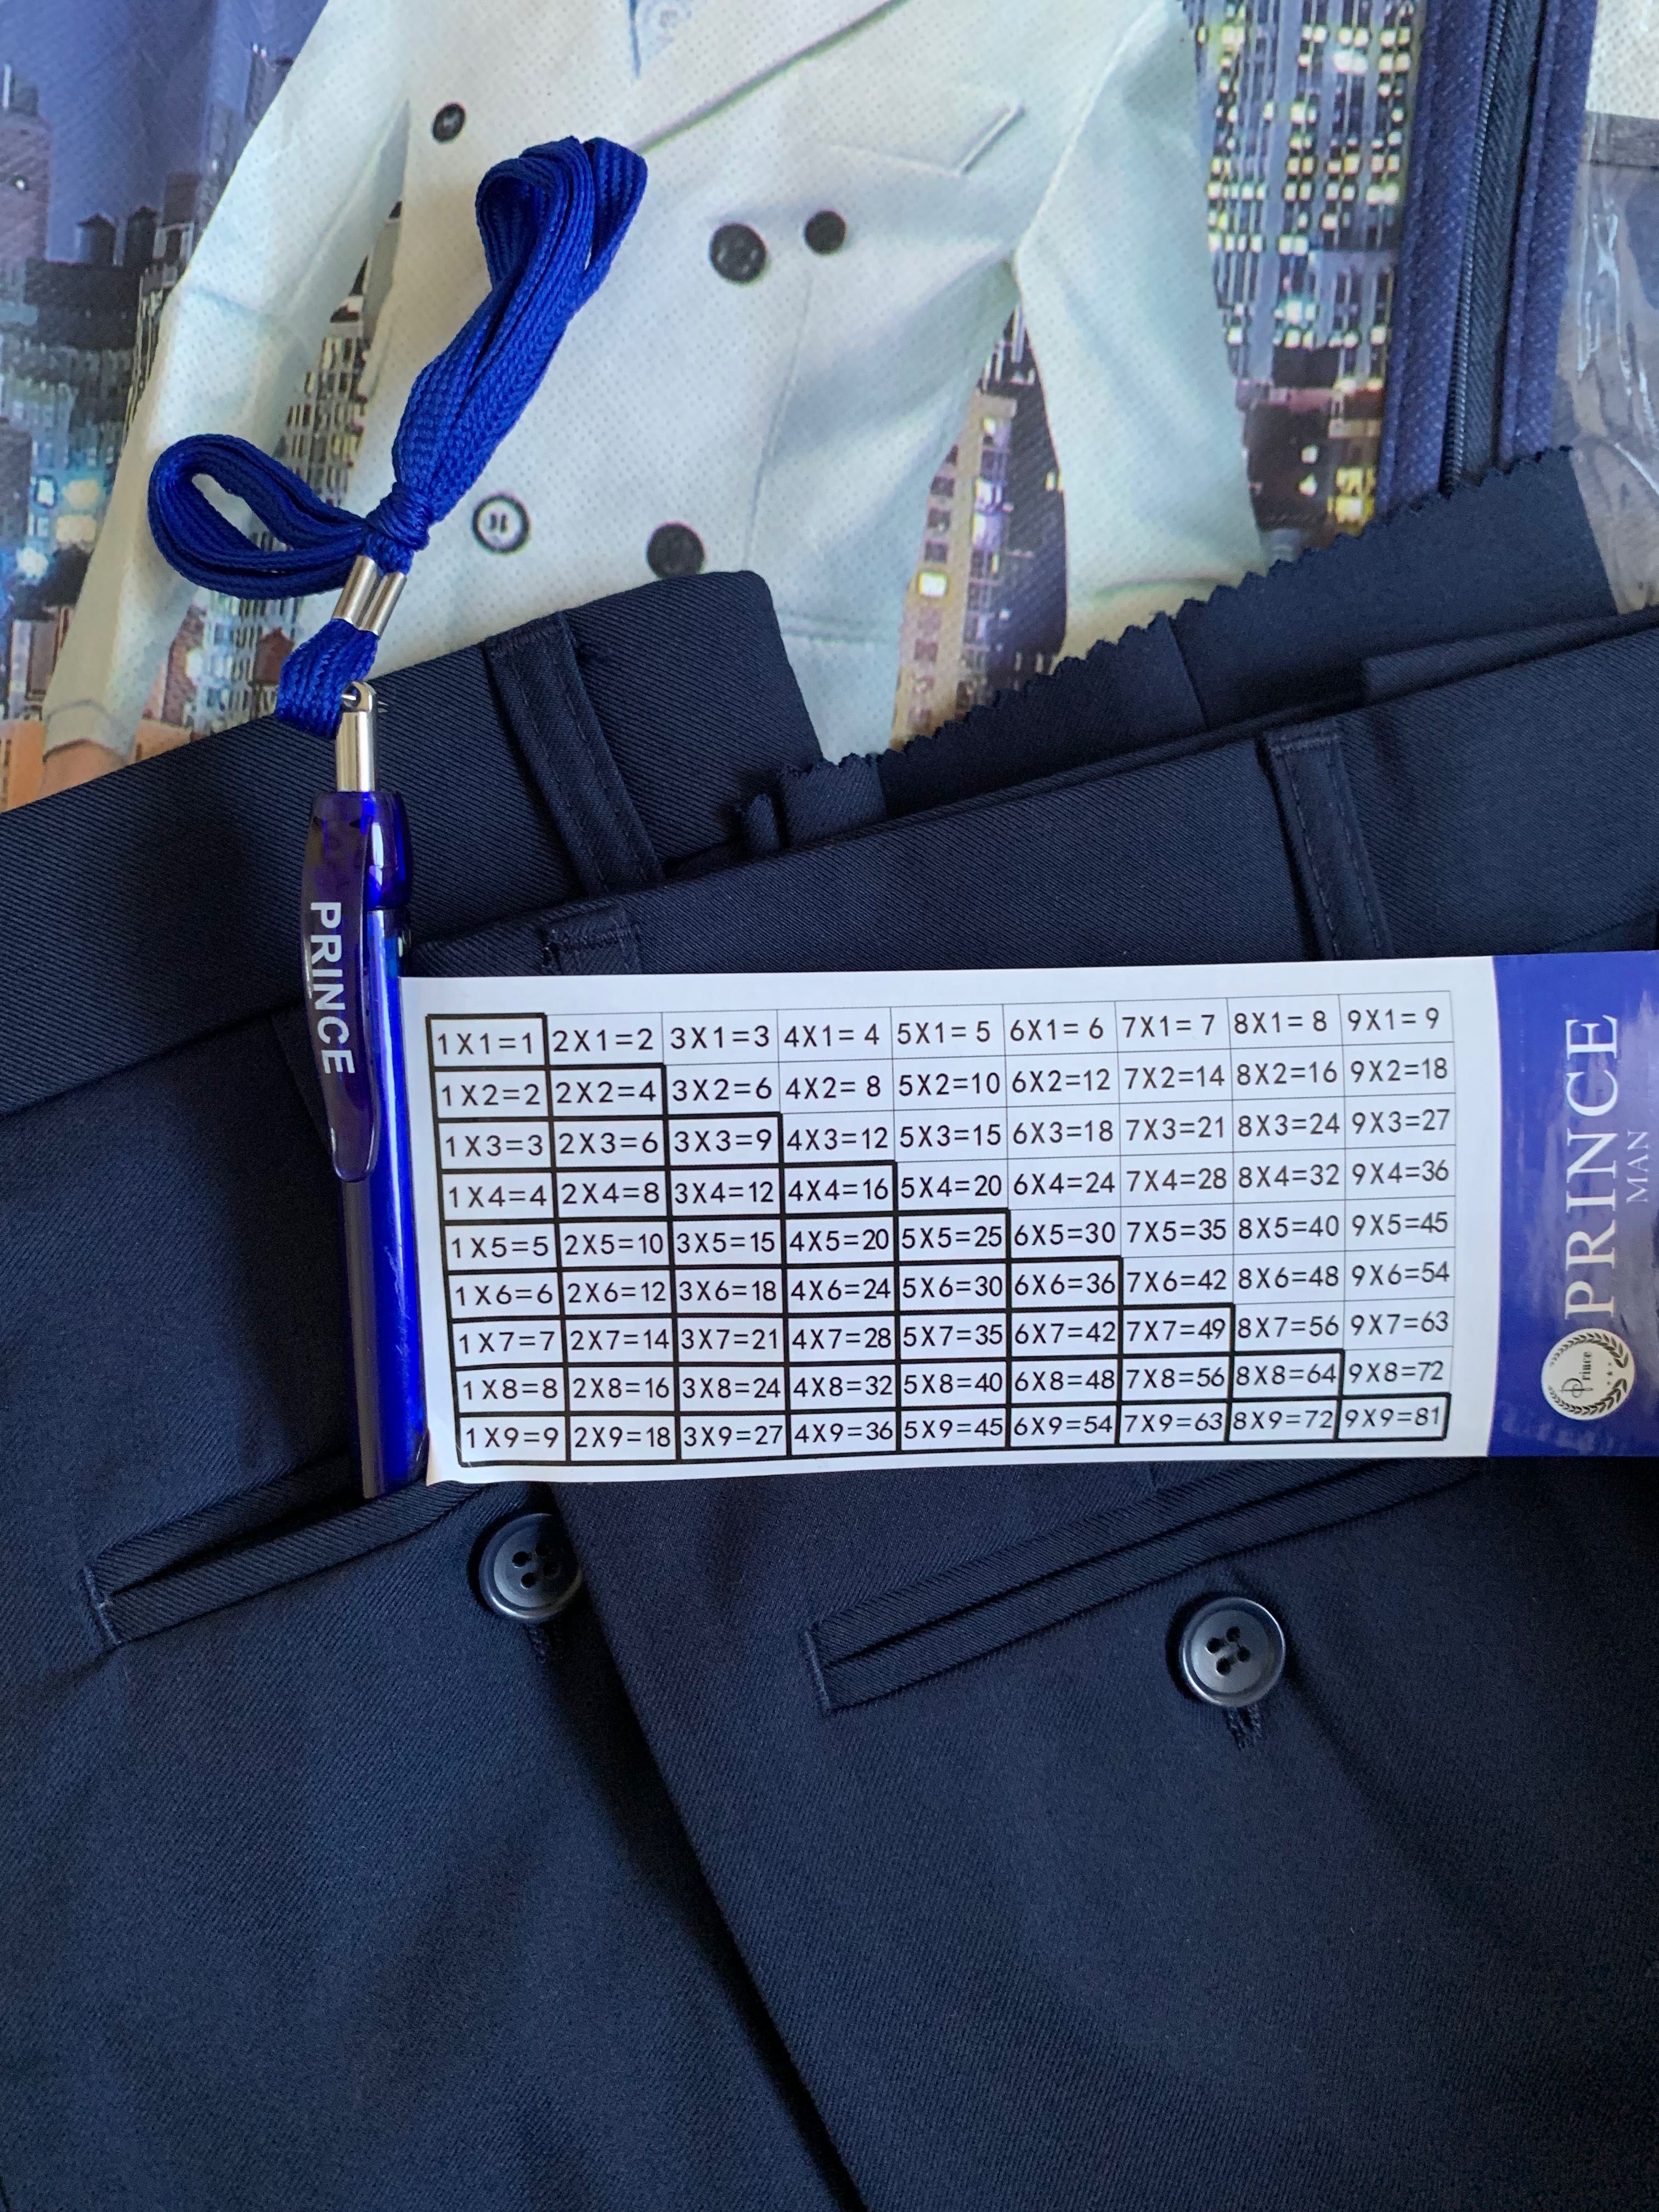 PRINCE
1X1=1 2X1=2 3X1=3 4X1= 4 5X1= 5 6X1= 6 7X1= 7 8X1= 8 9X1= 9
1X2=2 2X2=4 3X2=6 4X2= 8 5X2=10 6X2=12 7X2=14 8X2=16 9X2=18
1X3=3 2X3=6 3X3=9 4X3=12 5X3=15 6X3=18 7X3=21 8X3=24 9X3=27
1X4=4 2X4=8 3X4=12 4X4=16 5X4=20 6X4=24 7X4=28 8X4=32 9X4=36
1X5=5 2X5=10 3X5=15 4X5=20 5X5=25 6X5=30 7X5=35 8X5=40 9X5=45
1X6=6 2X6=12 3X6=18 4X6=24 5X6=30 6X6=36 7X6=42 8X6=48 9X6=54
1X7=7 2X7=14 3X7=21 4X7=28 5X7=35 6X7=42 7X7=49 8X7=56 9X7=63
1X8=8 2X8=16 3X8=24 4X8=32 5X8=40 6X8=48 7X8=56 8X8=64 9X8=72
1X9=9 2X9=18 3X9=27 4X9=36 5X9=45 6X9=54 7X9=63 8X9=72 9X9=81
Prince
PRINCE
MAN